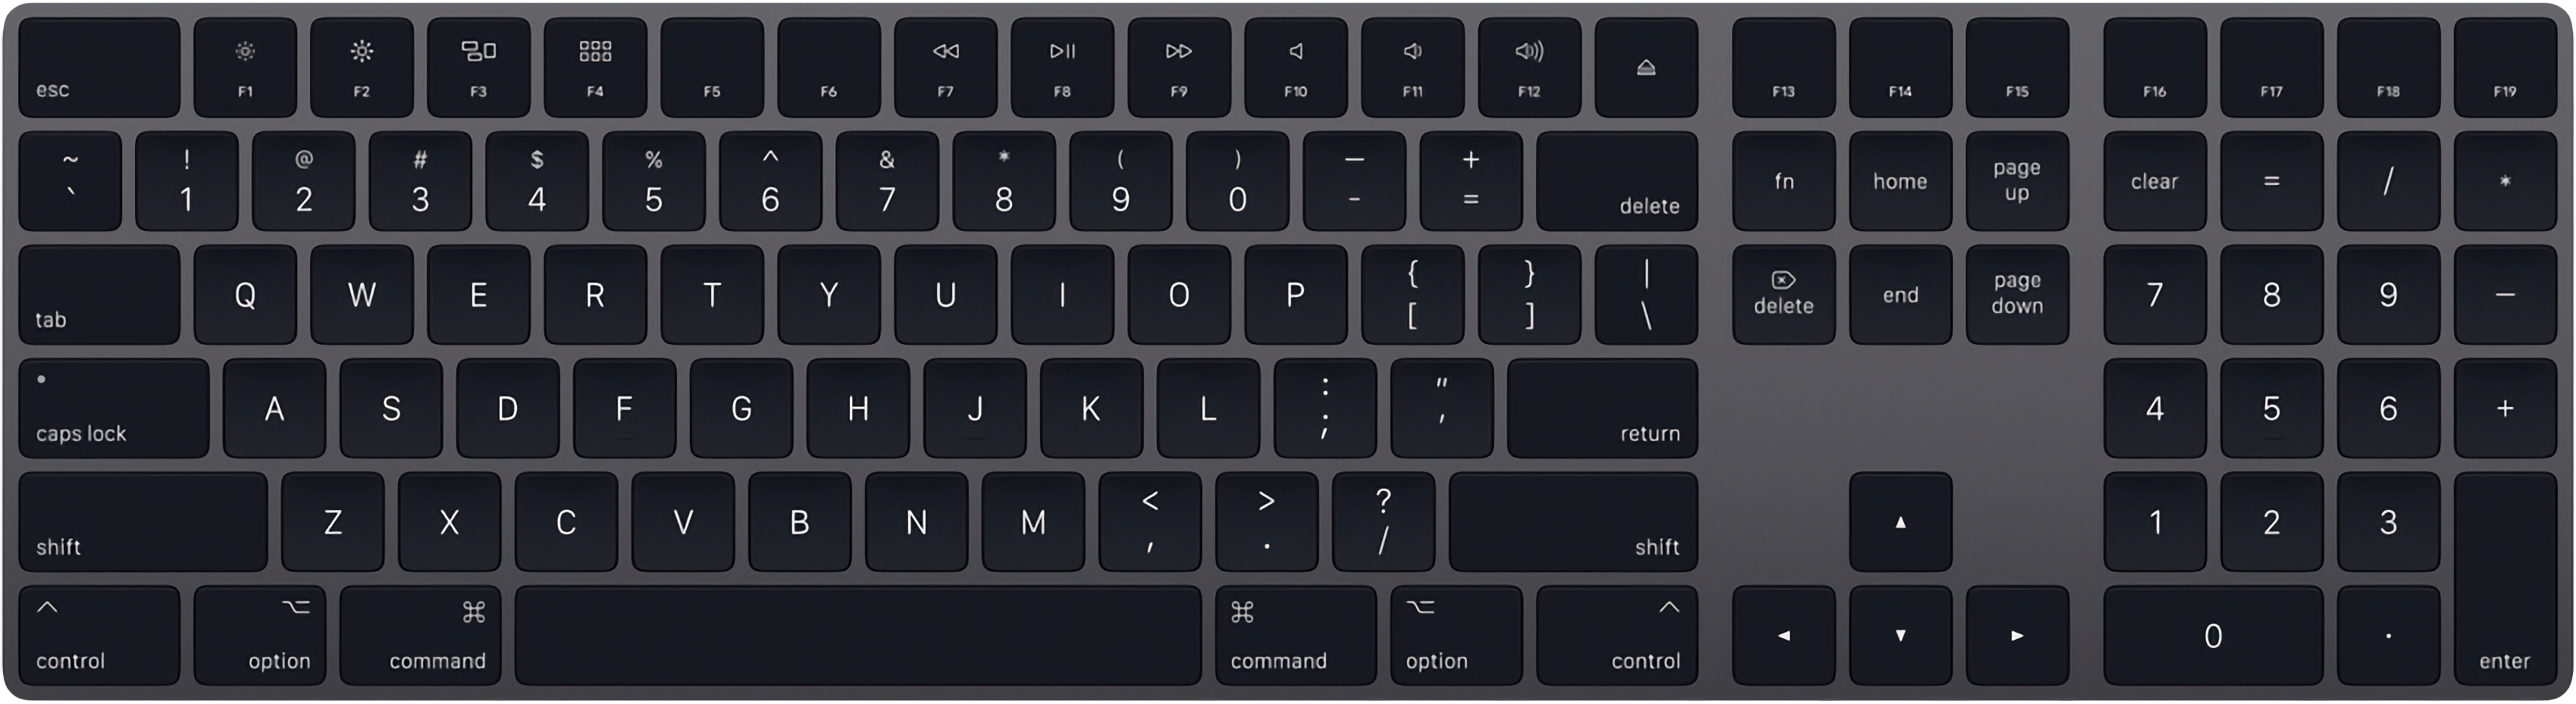 esc F1 F2 F3 F4 F5 F6 F7 F8 F9 F10 F11 F12 F13 F14 F15 F16 F17 F18 F19
~ ! @ # $ % ^ & * ( ) — +
` 1 2 3 4 5 6 7 8 9 0 - = delete fn home page up clear = / *
tab Q W E R T Y U I O P { [ } ] | \ delete end page down 7 8 9 —
caps lock A S D F G H J K L : ; " ' return 4 5 6 +
shift Z X C V B N M < , > . ? / shift ▲ 1 2 3
^ ⌥ ⌘ ⌘ ⌥ ^
control option command command option control ◄ ▼ ► 0 . enter